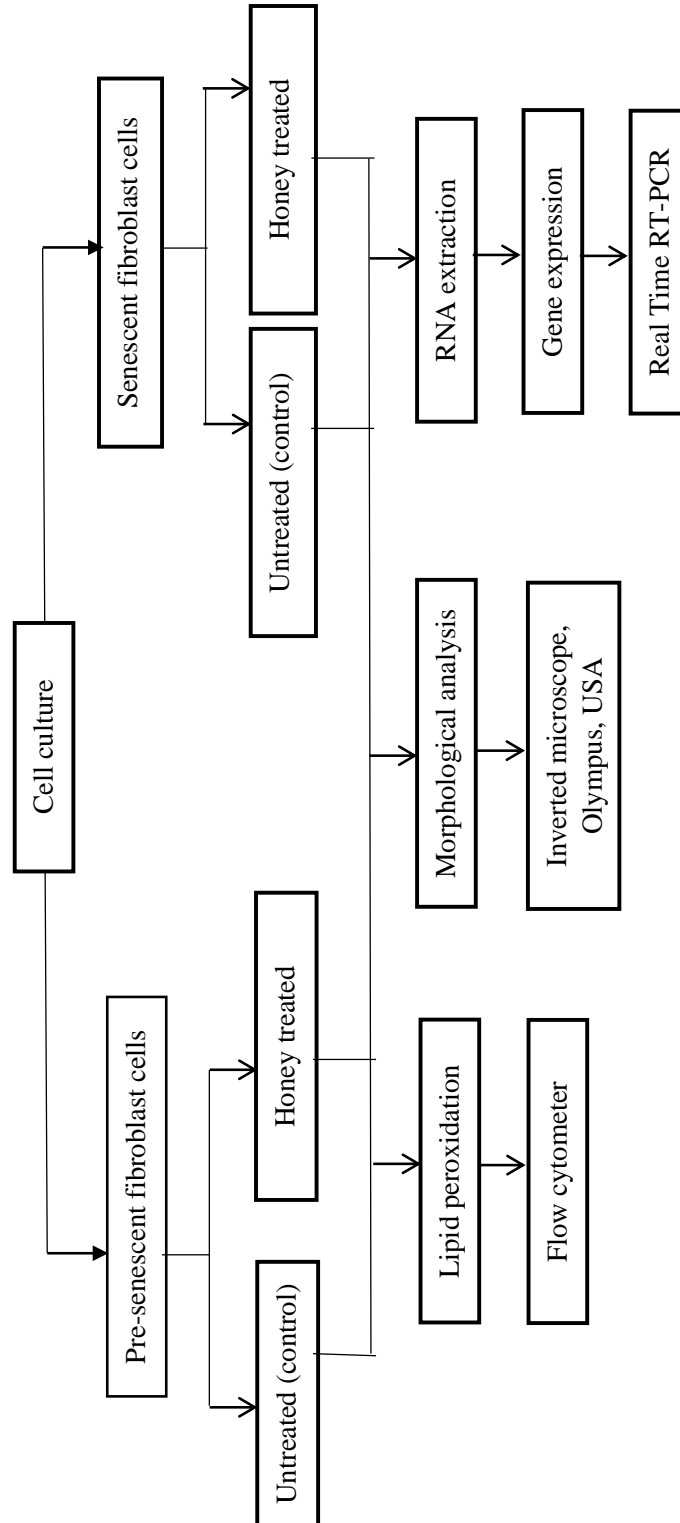 Cell culture
Pre-senescent fibroblast cells
Senescent fibroblast cells
Untreated (control)
Honey treated
Untreated (control)
Honey treated
Lipid peroxidation
Morphological analysis
RNA extraction
Flow cytometer
Inverted microscope,
Olympus, USA
Gene expression
Real Time RT-PCR